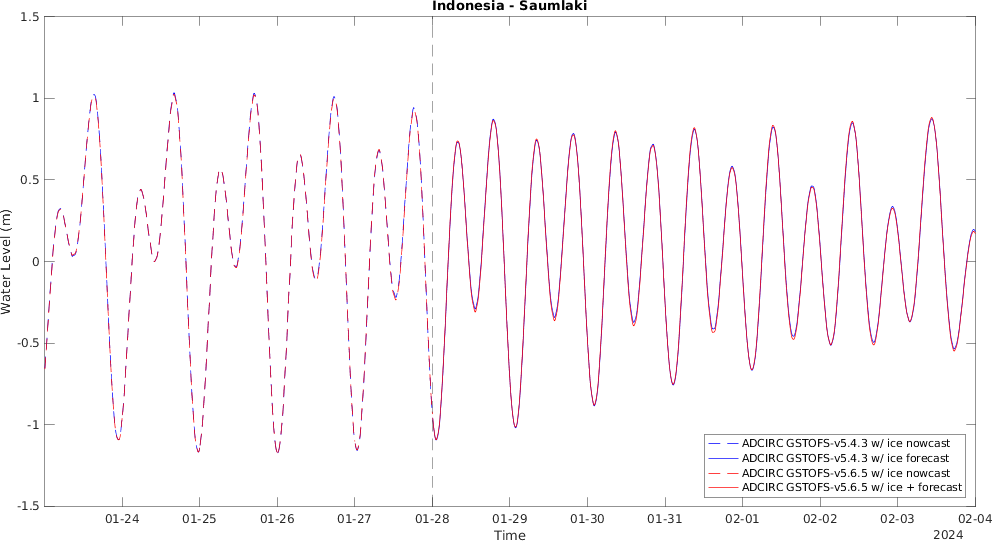 Indonesia - Saumlaki
1.5
1
0.5
0
-0.5
-1
-1.5
Water Level (m)
ADCIRC GSTOFS-v5.4.3 w/ ice nowcast
ADCIRC GSTOFS-v5.4.3 w/ ice forecast
ADCIRC GSTOFS-v5.6.5 w/ ice nowcast
ADCIRC GSTOFS-v5.6.5 w/ ice + forecast
01-24 01-25 01-26 01-27 01-28 01-29 01-30 01-31 02-01 02-02 02-03 02-04
Time
2024